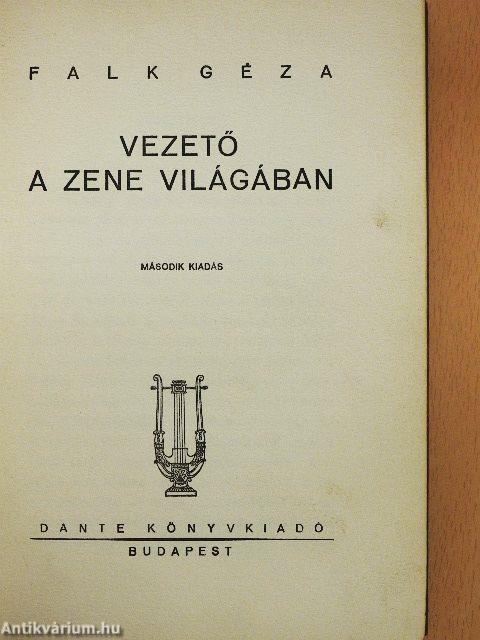 FALK GÉZA
VEZETŐ
A ZENE VILÁGÁBAN
MÁSODIK KIADÁS
DANTE KÖNYVKIADÓ
BUDAPEST
Antikvárium.hu